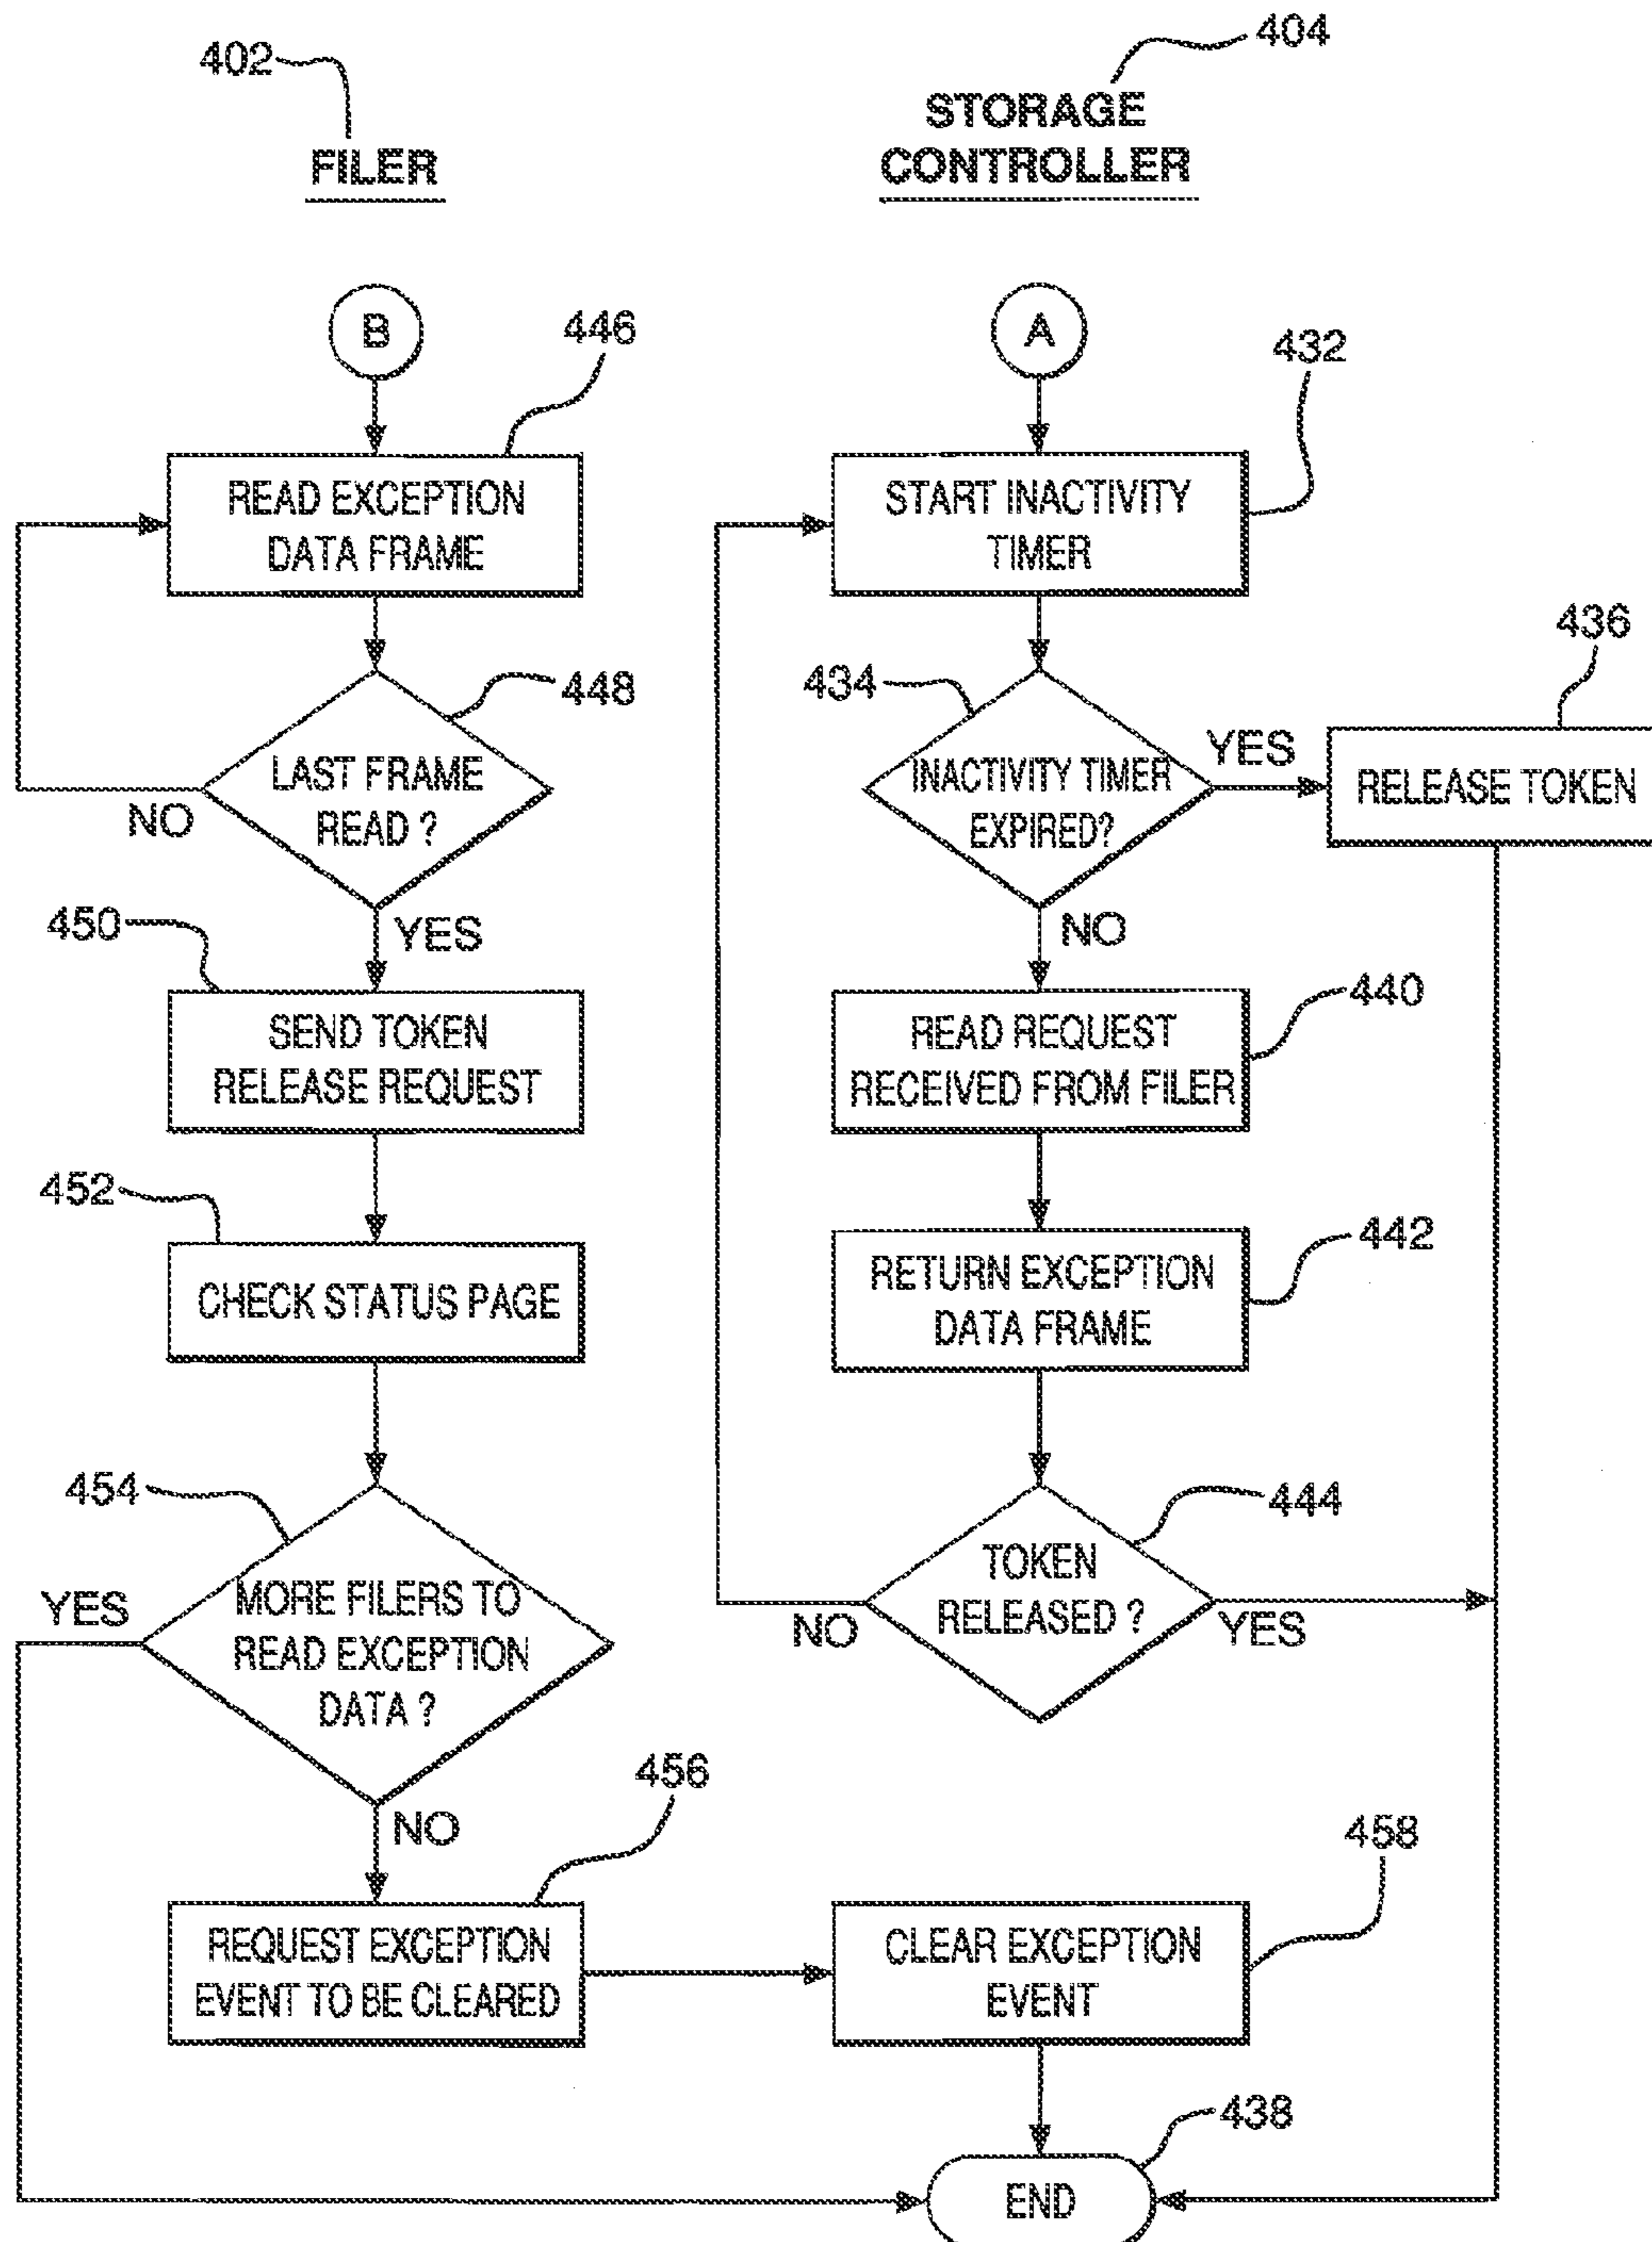 402
FILER
404
STORAGE
CONTROLLER
B
446
READ EXCEPTION
DATA FRAME
448
LAST FRAME
READ ?
NO
YES
450
SEND TOKEN
RELEASE REQUEST
452
CHECK STATUS PAGE
454
MORE FILERS TO
READ EXCEPTION
DATA ?
YES
NO
456
REQUEST EXCEPTION
EVENT TO BE CLEARED
A
432
START INACTIVITY
TIMER
434
INACTIVITY TIMER
EXPIRED?
YES
436
RELEASE TOKEN
NO
440
READ REQUEST
RECEIVED FROM FILER
442
RETURN EXCEPTION
DATA FRAME
444
TOKEN
RELEASED ?
NO
YES
458
CLEAR EXCEPTION
EVENT
438
END